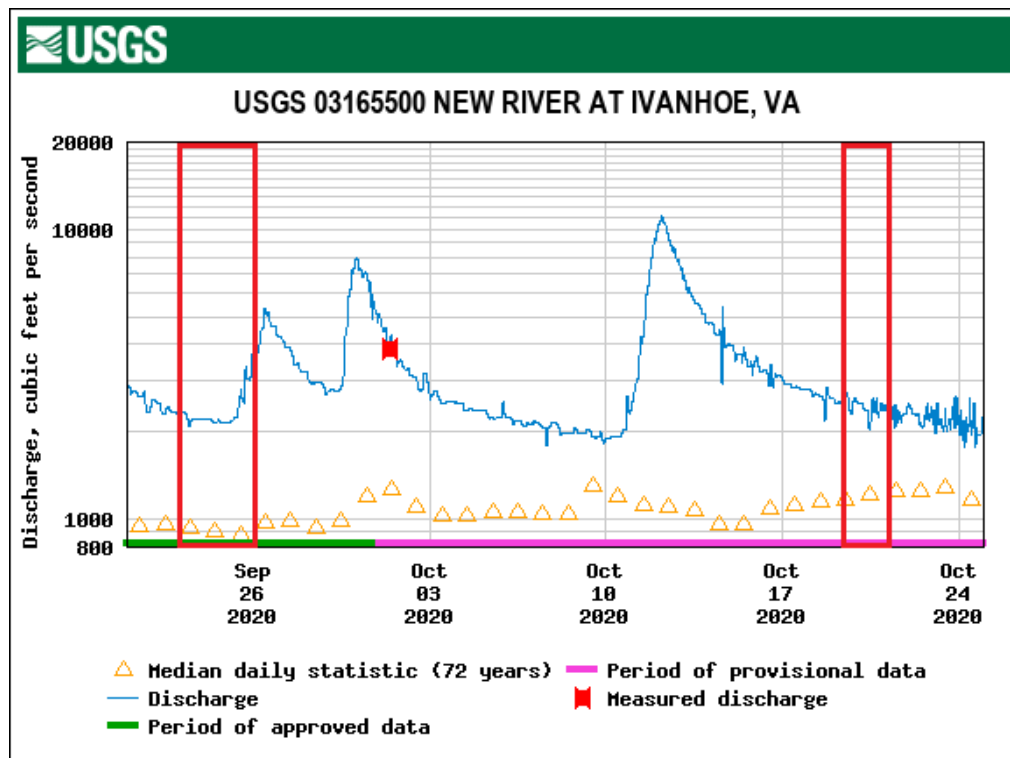 USGS
USGS 03165500 NEW RIVER AT IVANHOE, VA
Discharge, cubic feet per second
20000
10000
1000
800
Sep 26 2020
Oct 03 2020
Oct 10 2020
Oct 17 2020
Oct 24 2020
Median daily statistic (72 years)
Period of provisional data
Discharge
Measured discharge
Period of approved data